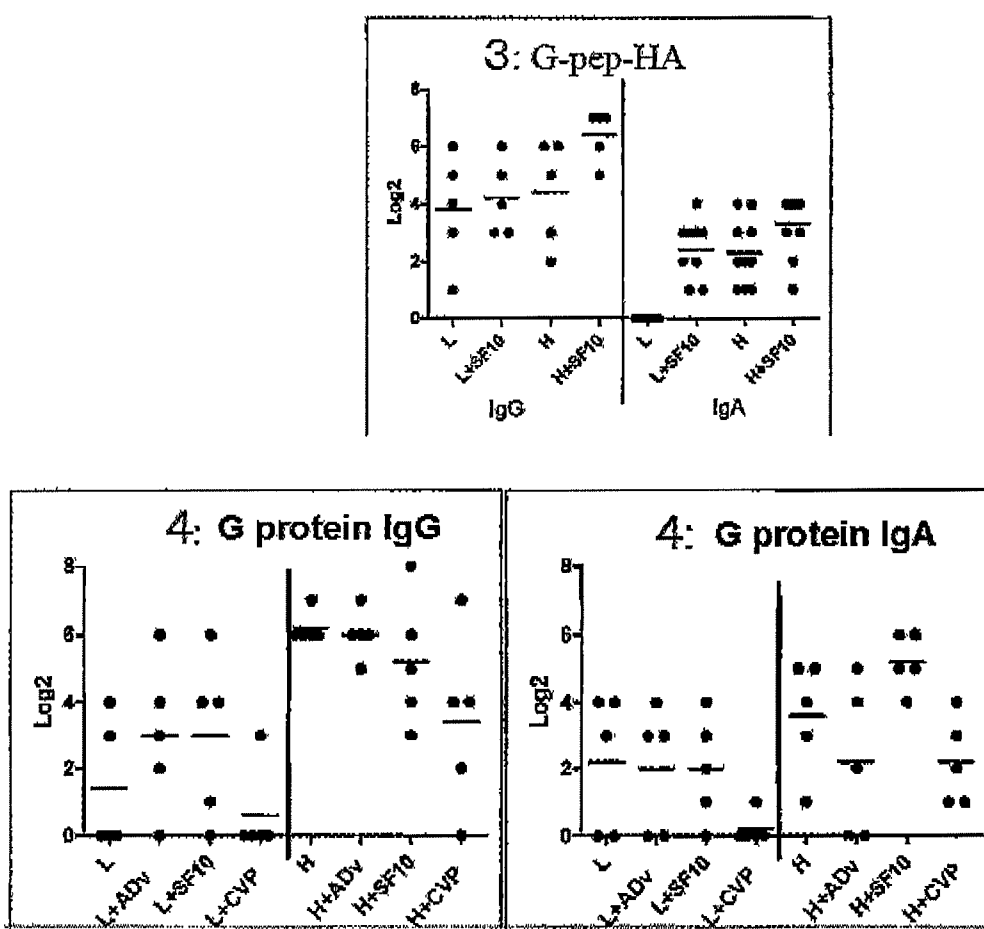 3: G-pep-HA
8
6
4
2
0
Log2
L
L+SF10
H
H+SF10
L
L+SF10
H
H+SF10
IgG
IgA
4: G protein IgG
8
6
4
2
0
Log2
L
L+ADv
L+SF10
L+CVP
H
H+ADv
H+SF10
H+CVP
4: G protein IgA
8
6
4
2
0
Log2
L
L+ADv
L+SF10
L+CVP
H
H+ADv
H+SF10
H+CVP